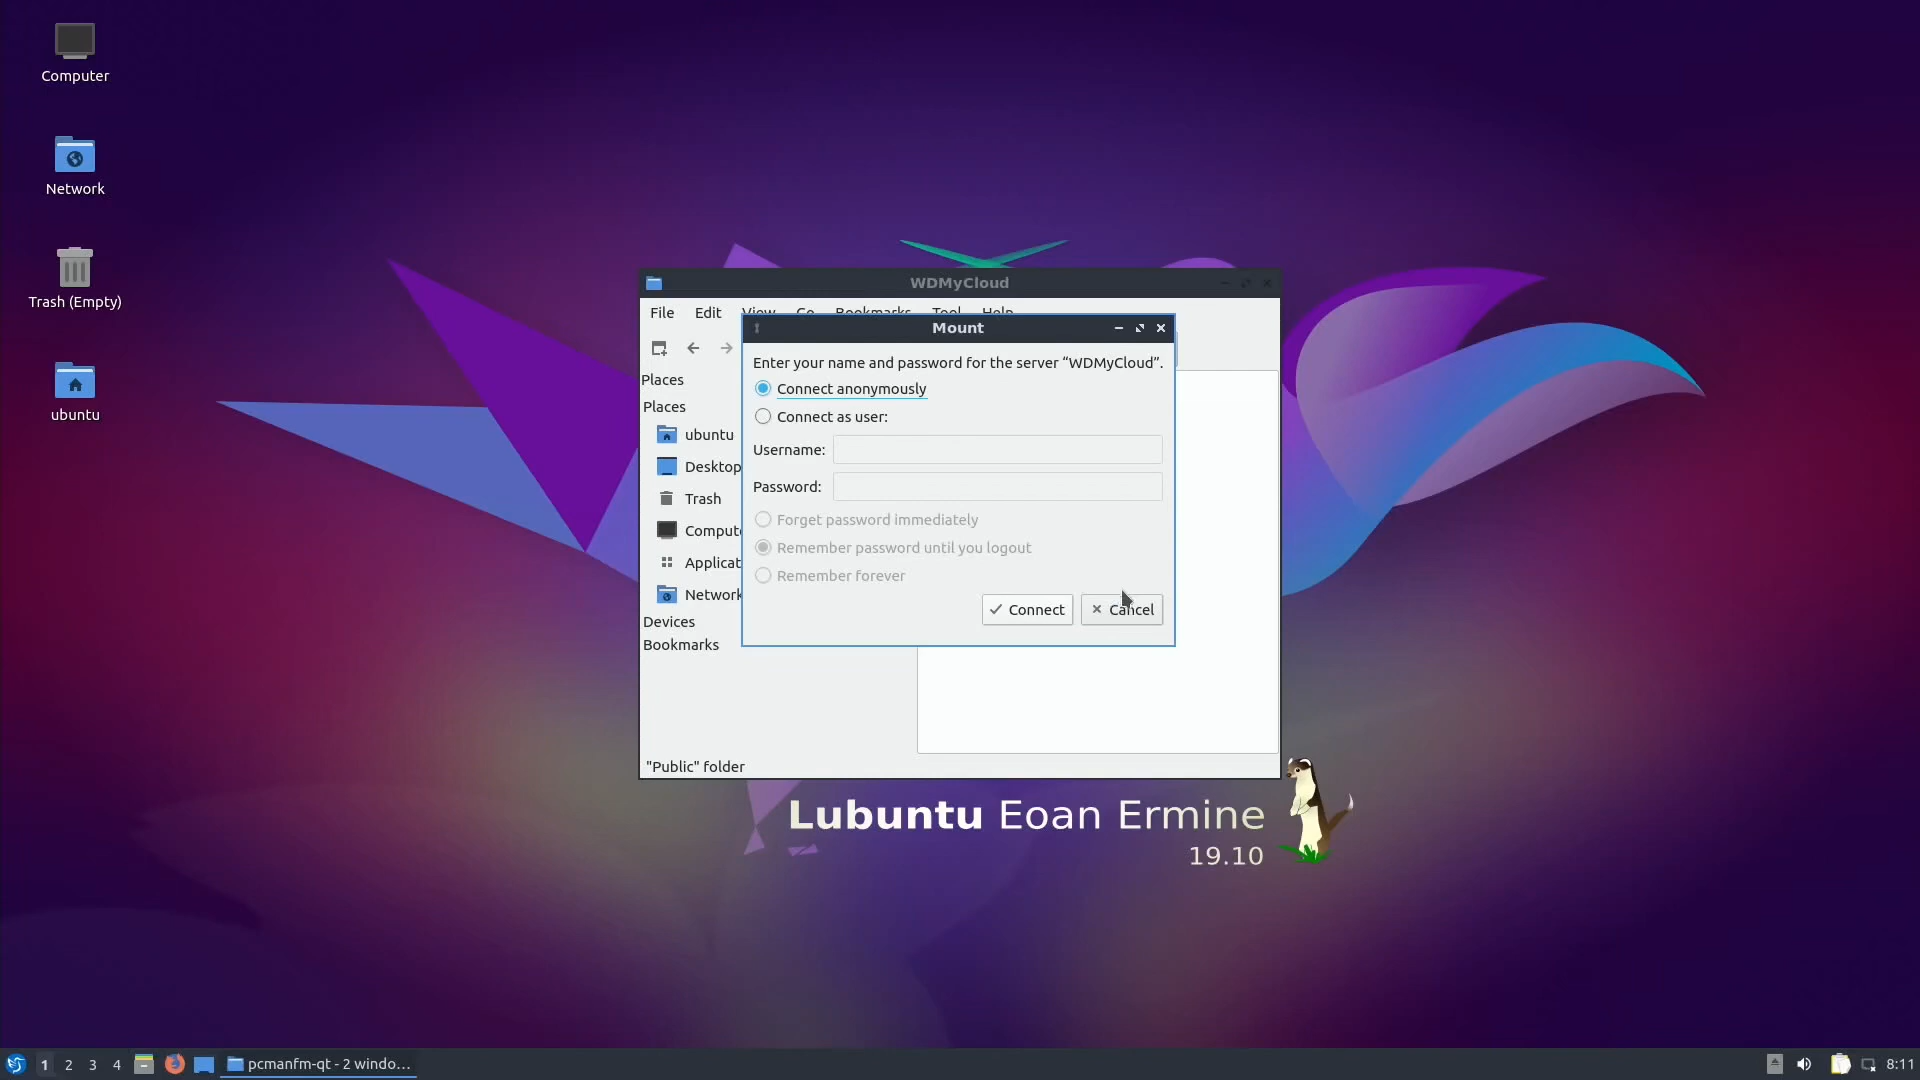 Computer
Network
Trash (Empty)
ubuntu
WDMyCloud
File Edit View Go Bookmarks Tool Help
Mount
Enter your name and password for the server “WDMyCloud”.
Connect anonymously
Connect as user:
Username:
Password:
Forget password immediately
Remember password until you logout
Remember forever
Connect Cancel
Places
Places
ubuntu
Desktop
Trash
Compute
Applicat
Network
Devices
Bookmarks
"Public" folder
Lubuntu Eoan Ermine
19.10
1 2 3 4 pcmanfm-qt - 2 windo... 8:11